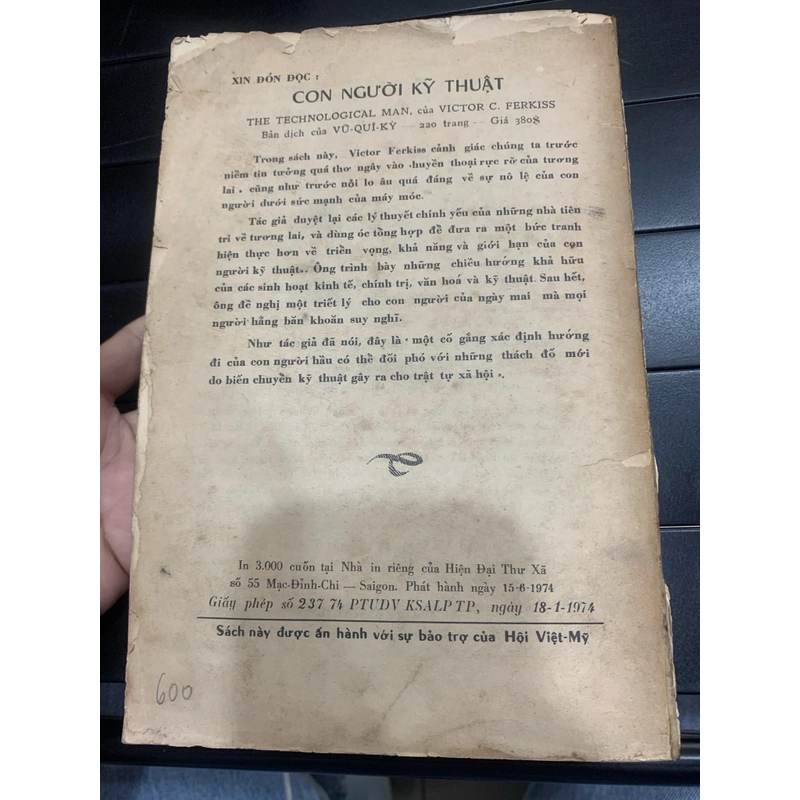 XIN ĐÓN ĐỌC :
CON NGƯỜI KỸ THUẬT
THE TECHNOLOGICAL MAN, của VICTOR C. FERKISS
Bản dịch của VŨ-QUÍ-KỲ — 220 trang — Giá 380$
Trong sách này, Victor Ferkiss cảnh giác chúng ta trước
niềm tin tưởng quá thơ ngây vào «huyền thoại rực rỡ của tương
lai» cũng như trước nỗi lo âu quá đáng về sự nô lệ của con
người dưới sức mạnh của máy móc.
Tác giả duyệt lại các lý thuyết chính yếu của những nhà tiên
tri về tương lai, và dùng óc tổng hợp để đưa ra một bức tranh
hiện thực hơn về triển vọng, khả năng và giới hạn của con
người kỹ thuật.. Ông trình bày những chiều hướng khả hữu
của các sinh hoạt kinh tế, chính trị, văn hoá và kỹ thuật. Sau hết,
ông đề nghị một triết lý cho con người của ngày mai mà mọi
người hằng băn khoăn suy nghĩ.
Như tác giả đã nói, đây là «một cố gắng xác định hướng
đi của con người hầu có thể đối phó với những thách đố mới
do biến chuyển kỹ thuật gây ra cho trật tự xã hội».
In 3.000 cuốn tại Nhà in riêng của Hiện Đại Thư Xã
số 55 Mạc-Đỉnh-Chi — Saigon. Phát hành ngày 15-6-1974
Giấy phép số 237 74 PTUDV KSALP TP, ngày 18-1-1974
Sách này được ấn hành với sự bảo trợ của Hội Việt-Mỹ
600